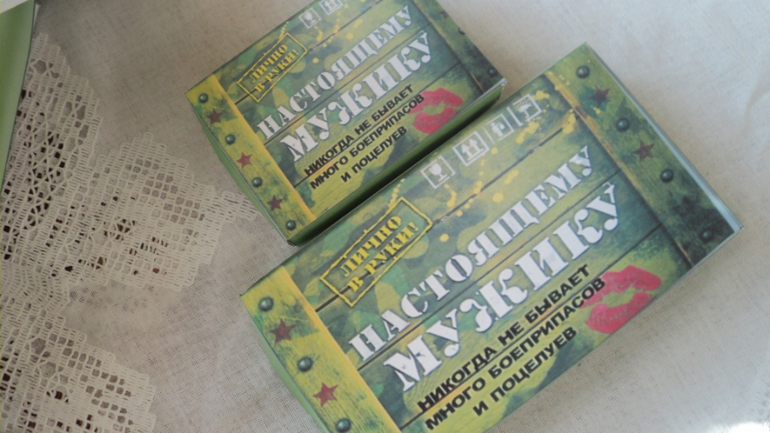 ЛИЧНО
В РУКИ!
НАСТОЯЩЕМУ
МУЖИКУ
НИКОГДА НЕ БЫВАЕТ
МНОГО БОЕПРИПАСОВ
И ПОЦЕЛУЕВ
ЛИЧНО
В РУКИ!
НАСТОЯЩЕМУ
МУЖИКУ
НИКОГДА НЕ БЫВАЕТ
МНОГО БОЕПРИПАСОВ
И ПОЦЕЛУЕВ